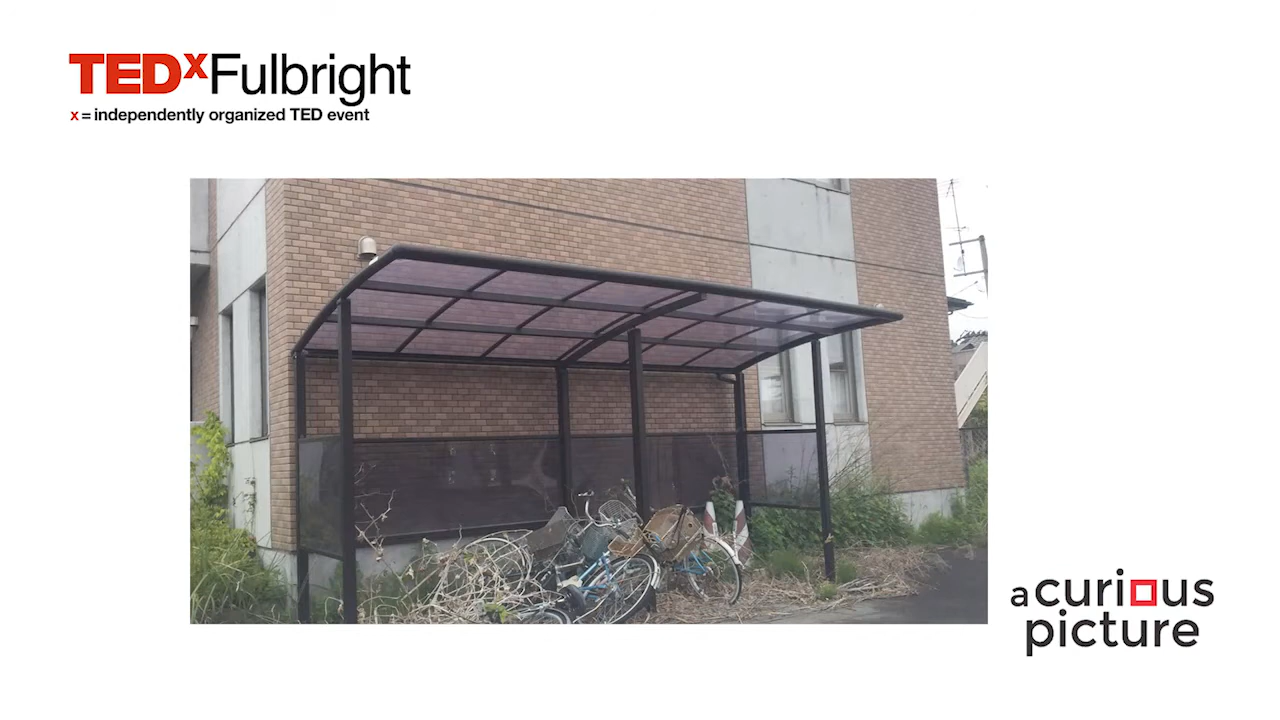 TEDxFulbright
x = independently organized TED event
a curious
picture